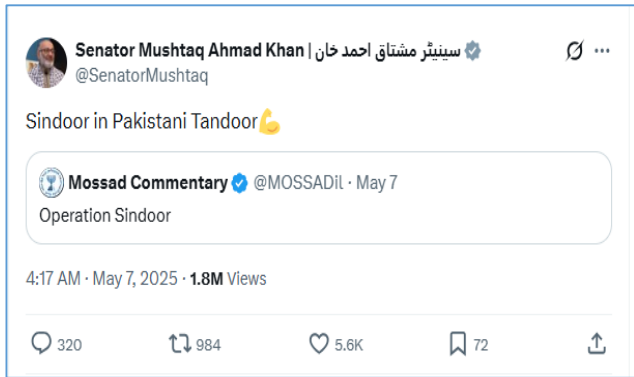 Senator Mushtaq Ahmad Khan | سینیٹر مشتاق احمد خان
@SenatorMushtaq
Sindoor in Pakistani Tandoor💪
Mossad Commentary @MOSSADil · May 7
Operation Sindoor
4:17 AM · May 7, 2025 · 1.8M Views
320 984 5.6K 72